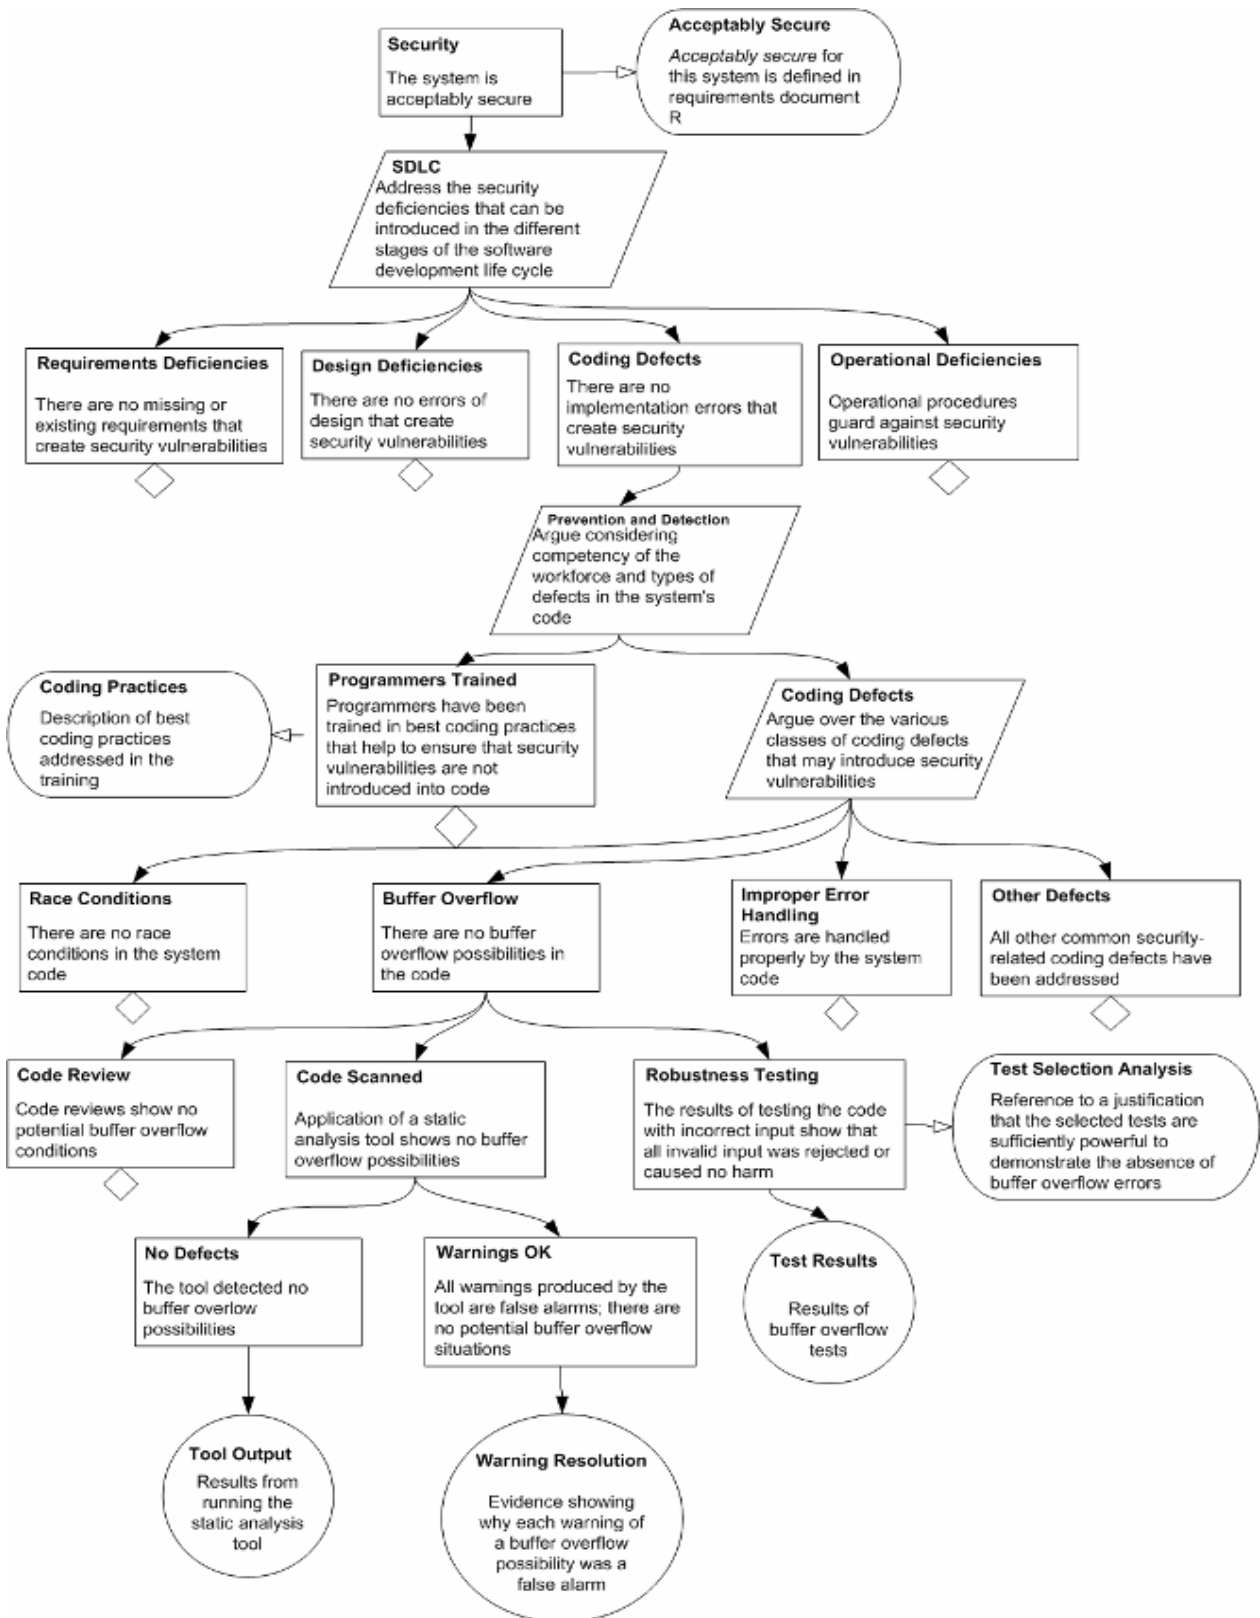 Security
The system is
acceptably secure
Acceptably Secure
Acceptably secure for
this system is defined in
requirements document
R
SDLC
Address the security
deficiencies that can be
introduced in the different
stages of the software
development life cycle
Requirements Deficiencies
There are no missing or
existing requirements that
create security vulnerabilities
Design Deficiencies
There are no errors of
design that create
security vulnerabilities
Coding Defects
There are no
implementation errors that
create security
vulnerabilities
Operational Deficiencies
Operational procedures
guard against security
vulnerabilities
Prevention and Detection
Argue considering
competency of the
workforce and types of
defects in the system's
code
Coding Practices
Description of best
coding practices
addressed in the
training
Programmers Trained
Programmers have been
trained in best coding practices
that help to ensure that security
vulnerabilities are not
introduced into code
Coding Defects
Argue over the various
classes of coding defects
that may introduce security
vulnerabilities
Race Conditions
There are no race
conditions in the system
code
Buffer Overflow
There are no buffer
overflow possibilities in
the code
Improper Error
Handling
Errors are handled
properly by the system
code
Other Defects
All other common security-
related coding defects have
been addressed
Code Review
Code reviews show no
potential buffer overflow
conditions
Code Scanned
Application of a static
analysis tool shows no buffer
overflow possibilities
Robustness Testing
The results of testing the code
with incorrect input show that
all invalid input was rejected or
caused no harm
Test Selection Analysis
Reference to a justification
that the selected tests are
sufficiently powerful to
demonstrate the absence of
buffer overflow errors
No Defects
The tool detected no
buffer overlow
possibilities
Warnings OK
All warnings produced by the
tool are false alarms; there are
no potential buffer overflow
situations
Test Results
Results of
buffer overflow
tests
Tool Output
Results from
running the
static analysis
tool
Warning Resolution
Evidence showing
why each warning of
a buffer overflow
possibility was a
false alarm